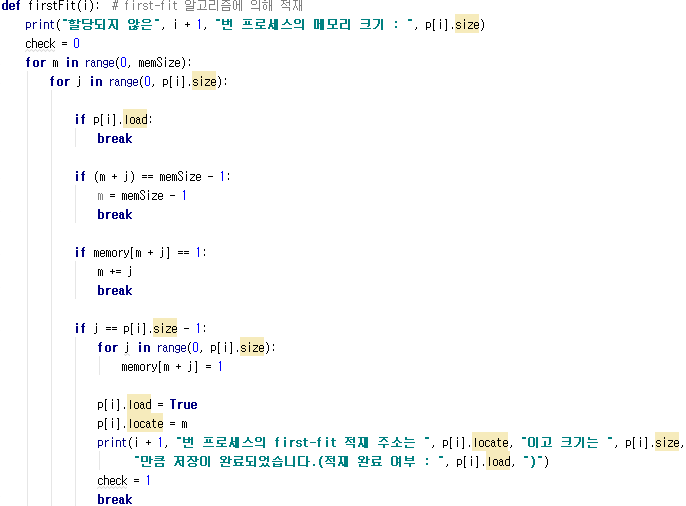 def firstFit(i):  # first-fit 알고리즘에 의해 적재
    print("할당되지 않은", i + 1, "번 프로세스의 메모리 크기 : ", p[i].size)
    check = 0
    for m in range(0, memSize):
        for j in range(0, p[i].size):
            if p[i].load:
                break
            if (m + j) == memSize - 1:
                m = memSize - 1
                break
            if memory[m + j] == 1:
                m += j
                break
            if j == p[i].size - 1:
                for j in range(0, p[i].size):
                    memory[m + j] = 1
                p[i].load = True
                p[i].locate = m
                print(i + 1, "번 프로세스의 first-fit 적재 주소는 ", p[i].locate, "이고 크기는 ", p[i].size,
                      "만큼 저장이 완료되었습니다.(적재 완료 여부 : ", p[i].load, ")")
                check = 1
                break